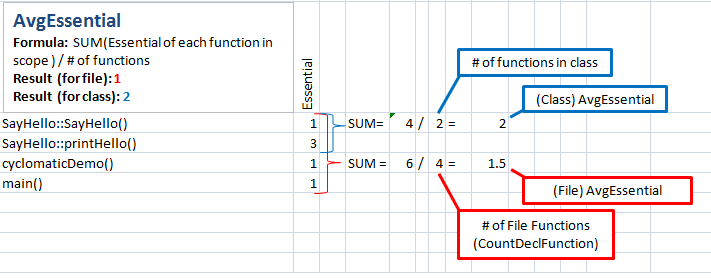 AvgEssential
Formula: SUM(Essential of each function in
scope ) / # of functions
Result (for file): 1
Result (for class): 2
Essential
# of functions in class
(Class) AvgEssential
SayHello::SayHello() 1 SUM= 4 / 2 = 2
SayHello::printHello() 3
cyclomaticDemo() 1 SUM = 6 / 4 = 1.5
main() 1
(File) AvgEssential
# of File Functions
(CountDeclFunction)